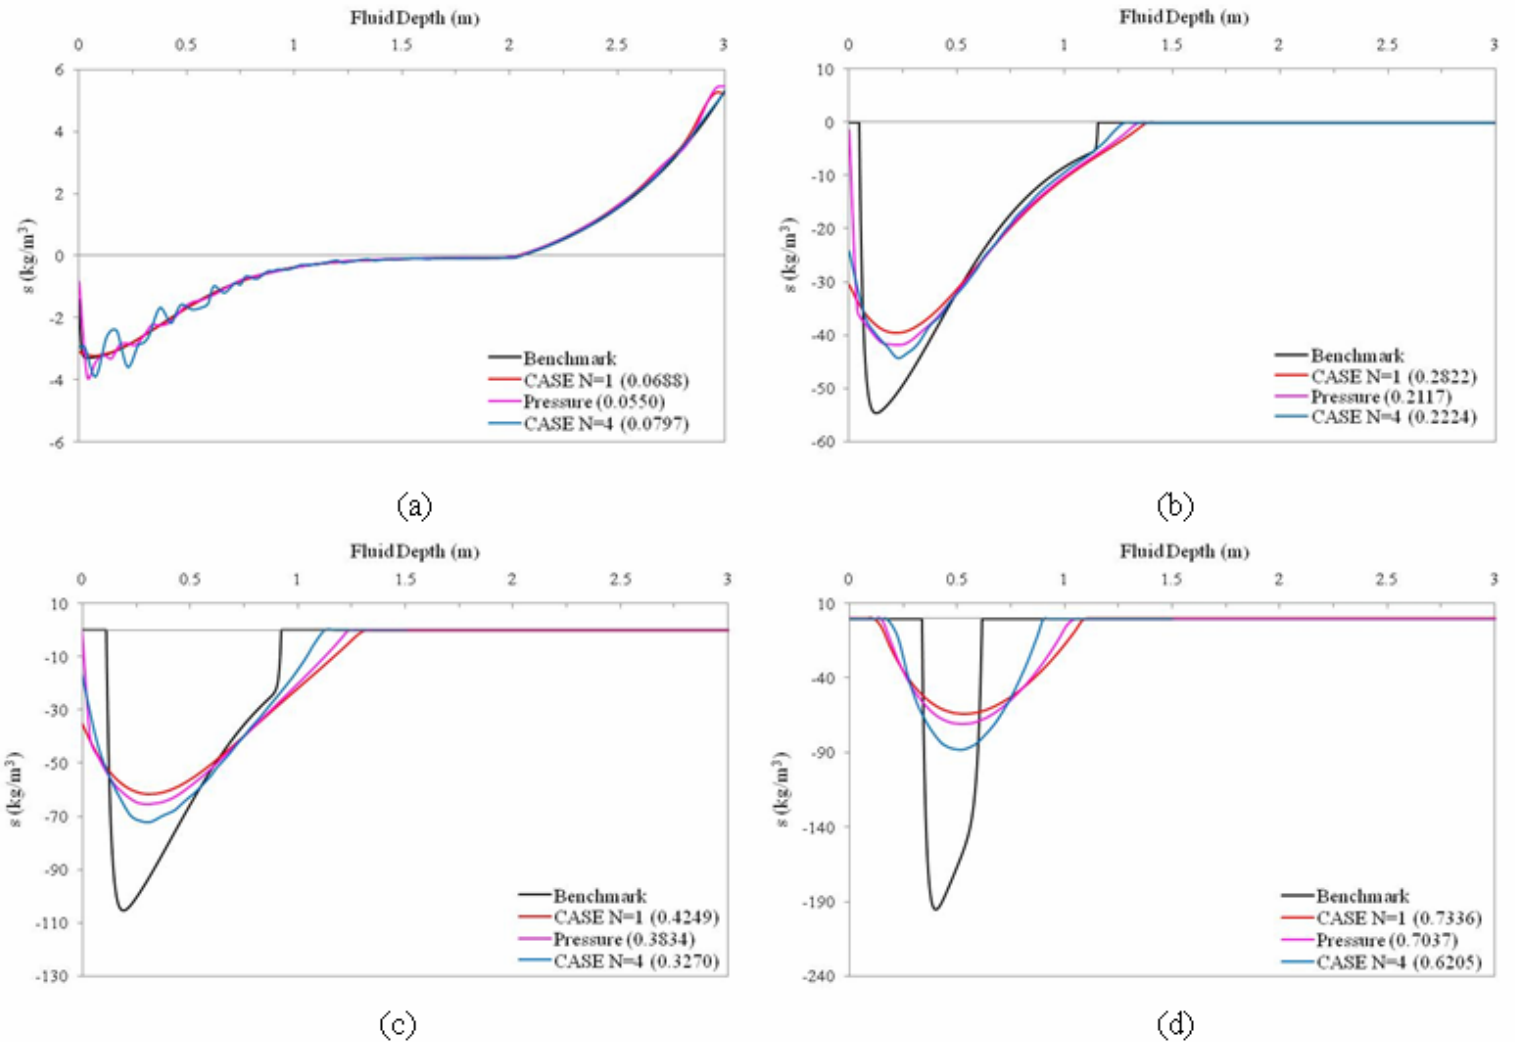 Fluid Depth (m)
0 0.5 1 1.5 2 2.5 3
6
4
2
0
-2
-4
-6
s (kg/m³)
Benchmark
CASE N=1 (0.0688)
Pressure (0.0550)
CASE N=4 (0.0797)
(a)
Fluid Depth (m)
0 0.5 1 1.5 2 2.5 3
10
0
-10
-20
-30
-40
-50
-60
s (kg/m³)
Benchmark
CASE N=1 (0.2822)
Pressure (0.2117)
CASE N=4 (0.2224)
(b)
Fluid Depth (m)
0 0.5 1 1.5 2 2.5 3
10
-10
-30
-50
-70
-90
-110
-130
s (kg/m³)
Benchmark
CASE N=1 (0.4249)
Pressure (0.3834)
CASE N=4 (0.3270)
(c)
Fluid Depth (m)
0 0.5 1 1.5 2 2.5 3
10
-40
-90
-140
-190
-240
s (kg/m³)
Benchmark
CASE N=1 (0.7336)
Pressure (0.7037)
CASE N=4 (0.6205)
(d)